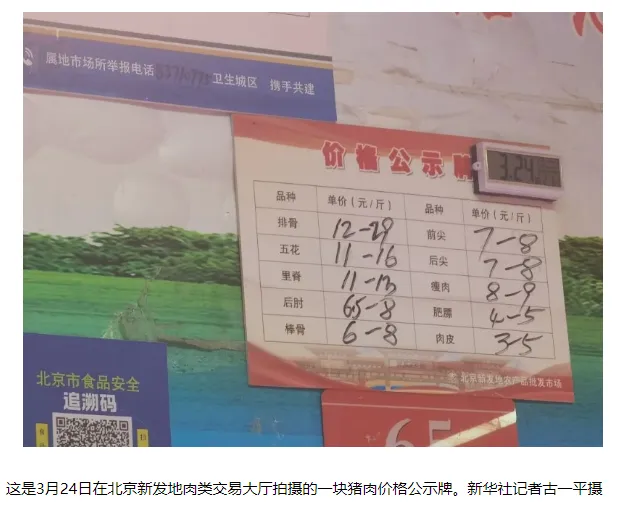 属地市场所举报电话 卫生城区 携手共建
价格公示牌
3.24
品种 单价(元/斤) 品种 单价(元/斤)
排骨 12-29 前尖 7-8
五花 11-16 后尖 7-8
里脊 11-13 瘦肉 8-9
后肘 65-8 肥膘 4-5
棒骨 6-8 肉皮 3-5
北京新发地农产品批发市场
北京市食品安全
追溯码
65
这是3月24日在北京新发地肉类交易大厅拍摄的一块猪肉价格公示牌。新华社记者古一平摄